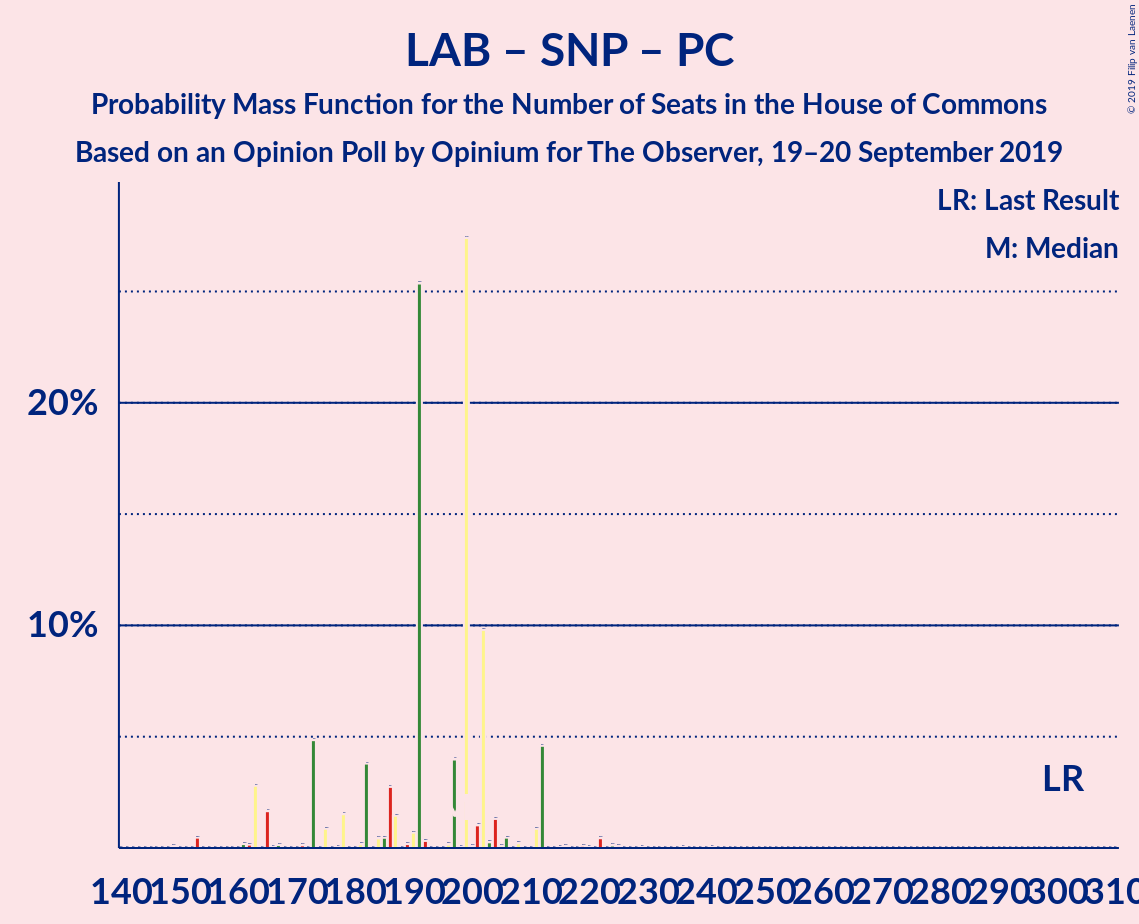 LAB – SNP – PC
Probability Mass Function for the Number of Seats in the House of Commons
Based on an Opinion Poll by Opinium for The Observer, 19–20 September 2019
© 2019 Filip van Laenen
LR: Last Result
M: Median
20%
10%
LR
140 150 160 170 180 190 200 210 220 230 240 250 260 270 280 290 300 310